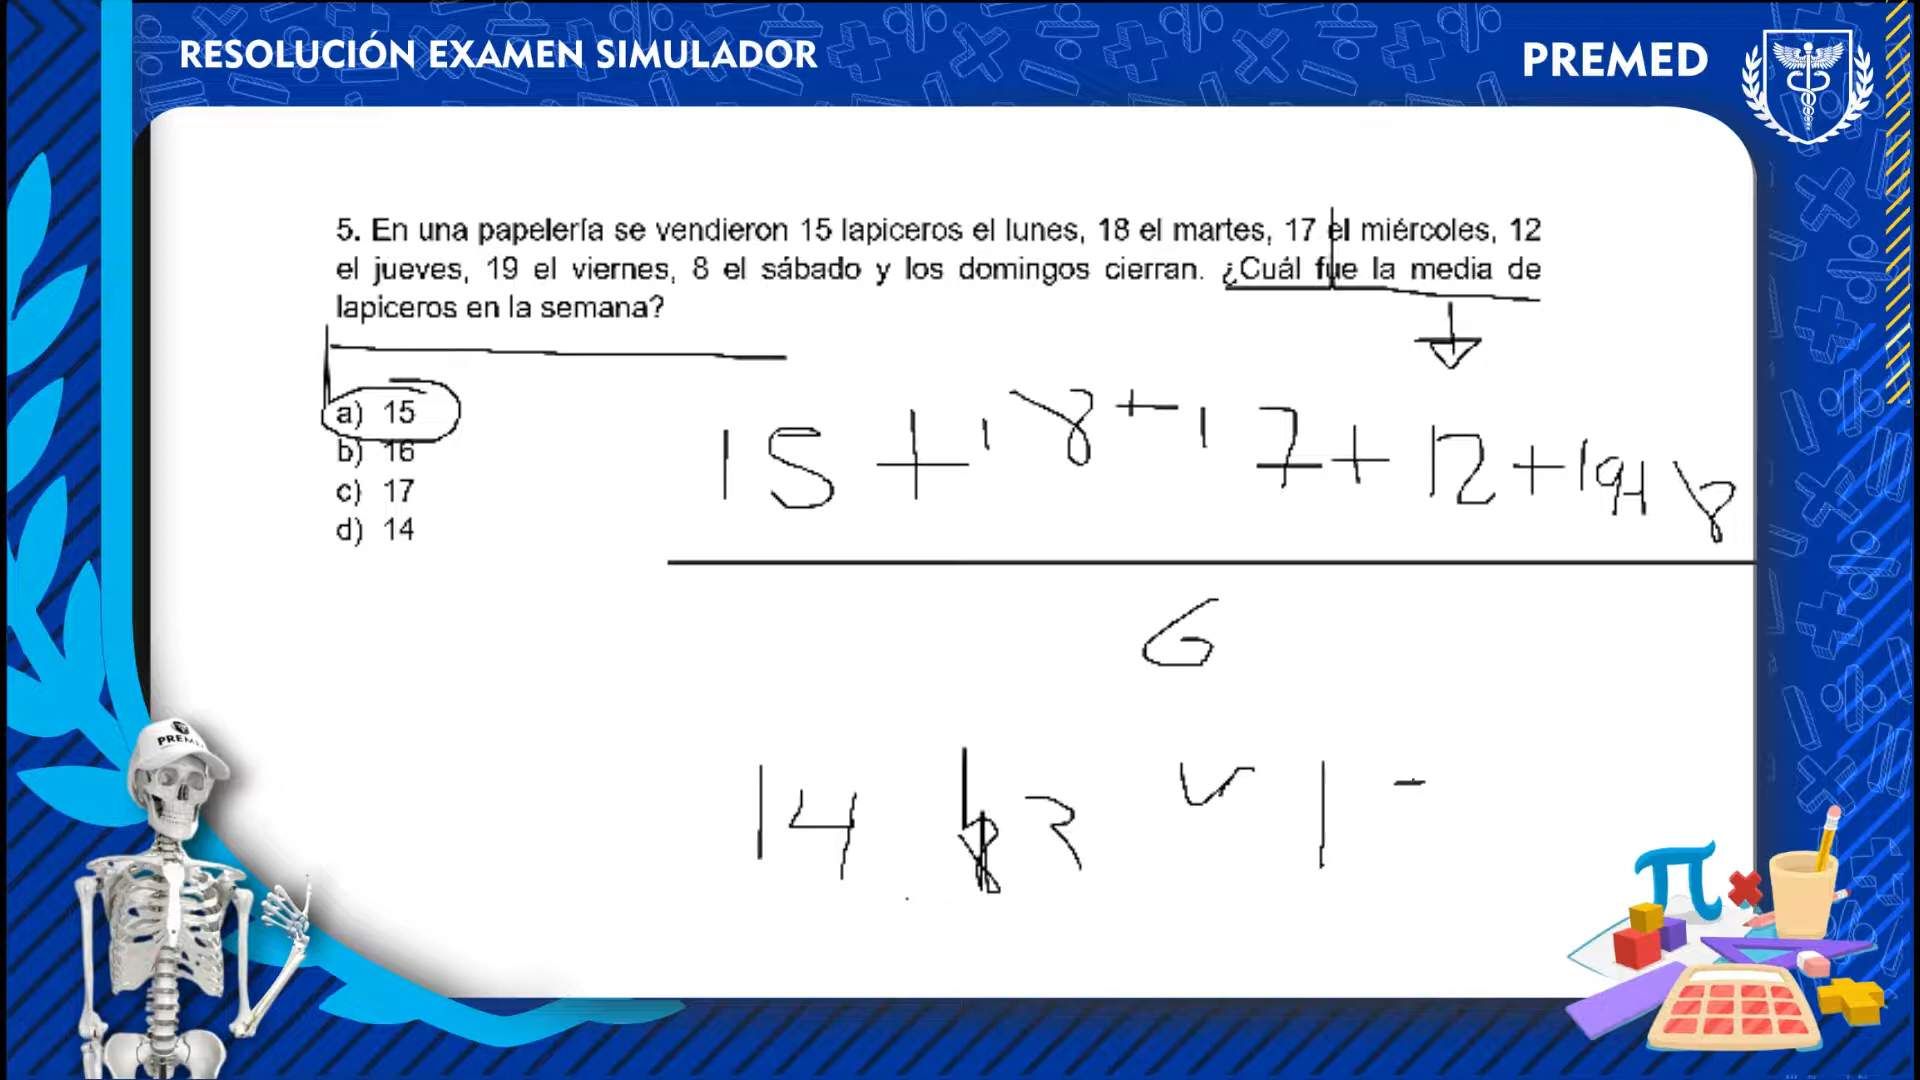 RESOLUCIÓN EXAMEN SIMULADOR
PREMED
5. En una papelería se vendieron 15 lapiceros el lunes, 18 el martes, 17 el miércoles, 12
el jueves, 19 el viernes, 8 el sábado y los domingos cierran. ¿Cuál fue la media de
lapiceros en la semana?
a) 15
b) 16
c) 17
d) 14
15 + 18 + 17 + 12 + 19 + 8
6
14